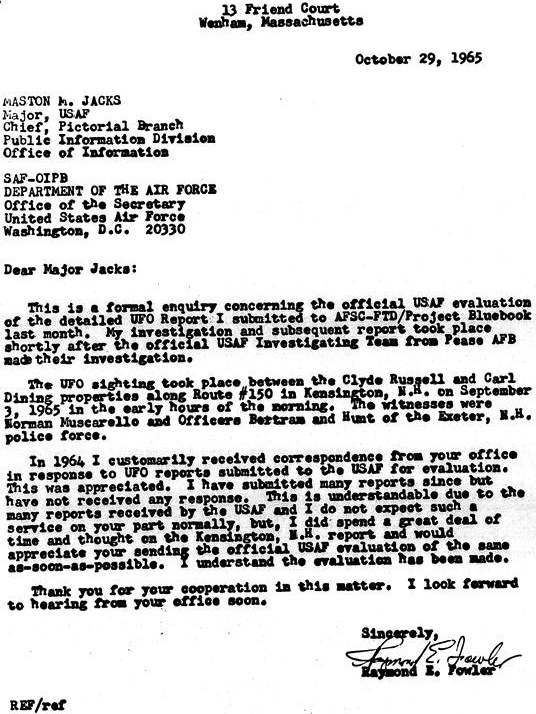 13 Friend Court
Wenham, Massachusetts
October 29, 1965
MASTON M. JACKS
Major, USAF
Chief, Pictorial Branch
Public Information Division
Office of Information
SAF-OIPB
DEPARTMENT OF THE AIR FORCE
Office of the Secretary
United States Air Force
Washington, D.C. 20330
Dear Major Jacks:
This is a formal enquiry concerning the official USAF evaluation
of the detailed UFO Report I submitted to AFSC-FTD/Project Bluebook
last month. My investigation and subsequent report took place
shortly after the official USAF Investigating Team from Pease AFB
made their investigation.
The UFO sighting took place between the Clyde Russell and Carl
Dining properties along Route #150 in Kensington, N.H. on September
3, 1965 in the early hours of the morning. The witnesses were
Norman Muscarello and Officers Bertram and Hunt of the Exeter, N.H.
police force.
In 1964 I customarily received correspondence from your office
in response to UFO reports submitted to the USAF for evaluation.
This was appreciated. I have submitted many reports since but
have not received any response. This is understandable due to the
many reports received by the USAF and I do not expect such a
service on your part normally, but, I did spend a great deal of
time and thought on the Kensington, N.H. report and would
appreciate your sending the official USAF evaluation of the same
as-soon-as-possible. I understand the evaluation has been made.
Thank you for your cooperation in this matter. I look forward
to hearing from your office soon.
Sincerely,
Raymond E. Fowler
Raymond E. Fowler
REF/ref